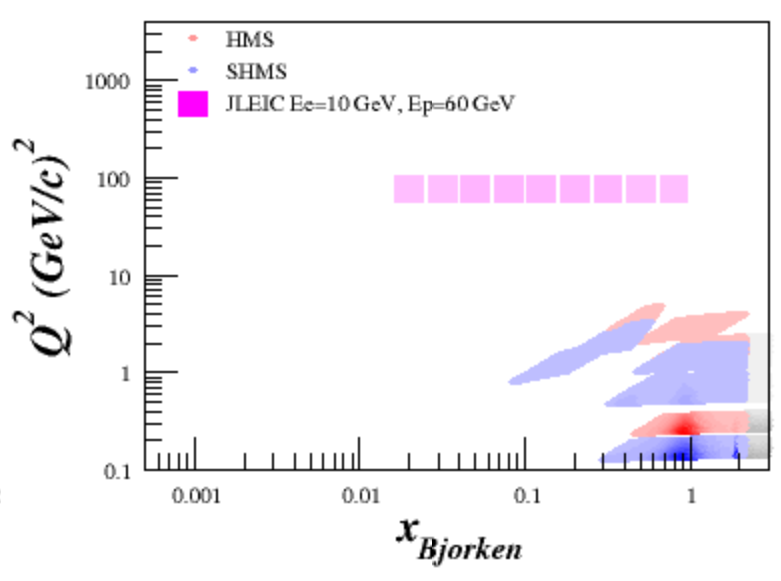 HMS
SHMS
JLEIC Ee=10 GeV, Ep=60 GeV
Q² (GeV/c)²
1000
100
10
1
0.1
0.001 0.01 0.1 1
x Bjorken